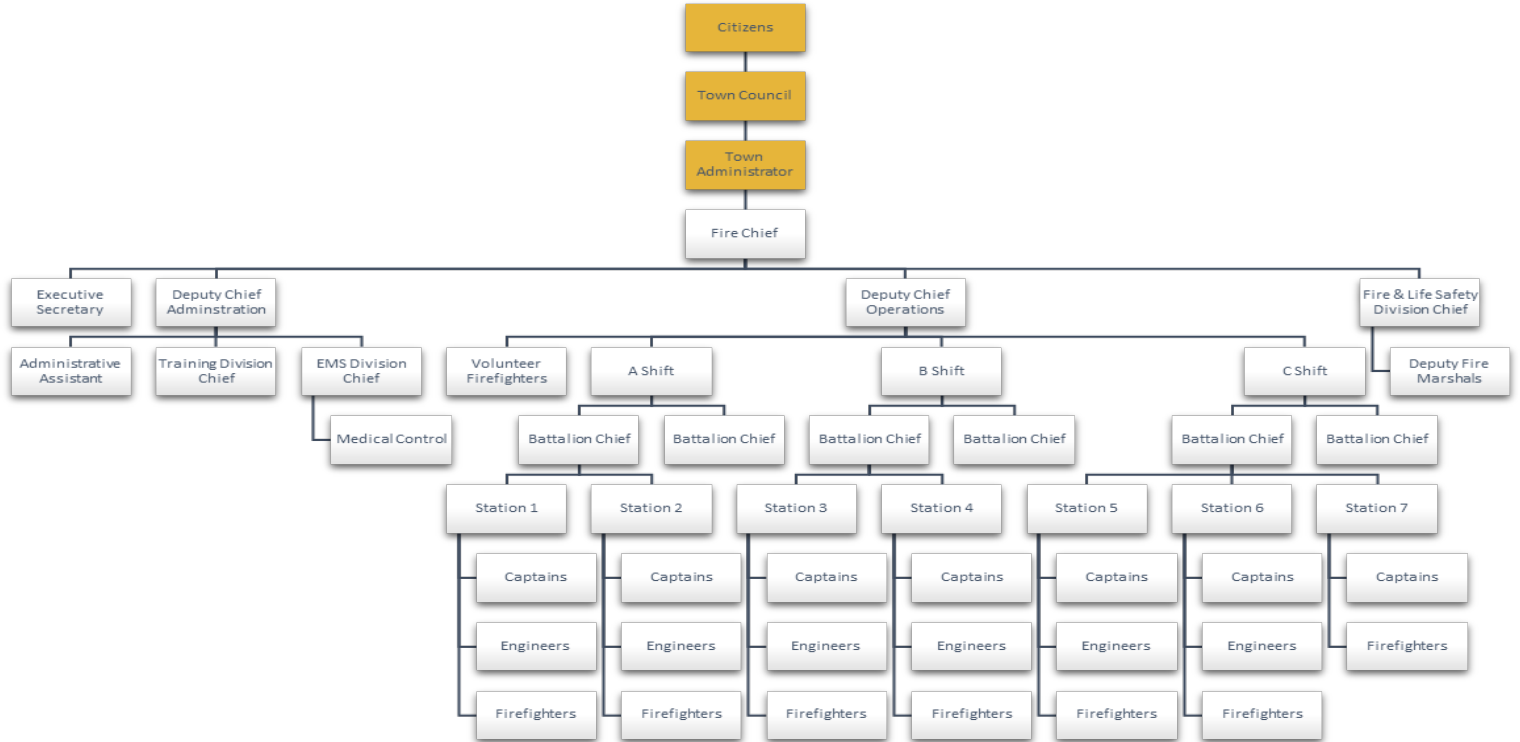 Citizens
Town Council
Town
Administrator
Fire Chief
Executive
Secretary
Deputy Chief
Adminstration
Deputy Chief
Operations
Fire & Life Safety
Division Chief
Administrative
Assistant
Training Division
Chief
EMS Division
Chief
Volunteer
Firefighters
A Shift
B Shift
C Shift
Deputy Fire
Marshals
Medical Control
Battalion Chief
Battalion Chief
Battalion Chief
Battalion Chief
Battalion Chief
Battalion Chief
Station 1
Station 2
Station 3
Station 4
Station 5
Station 6
Station 7
Captains
Captains
Captains
Captains
Captains
Captains
Captains
Engineers
Engineers
Engineers
Engineers
Engineers
Engineers
Firefighters
Firefighters
Firefighters
Firefighters
Firefighters
Firefighters
Firefighters